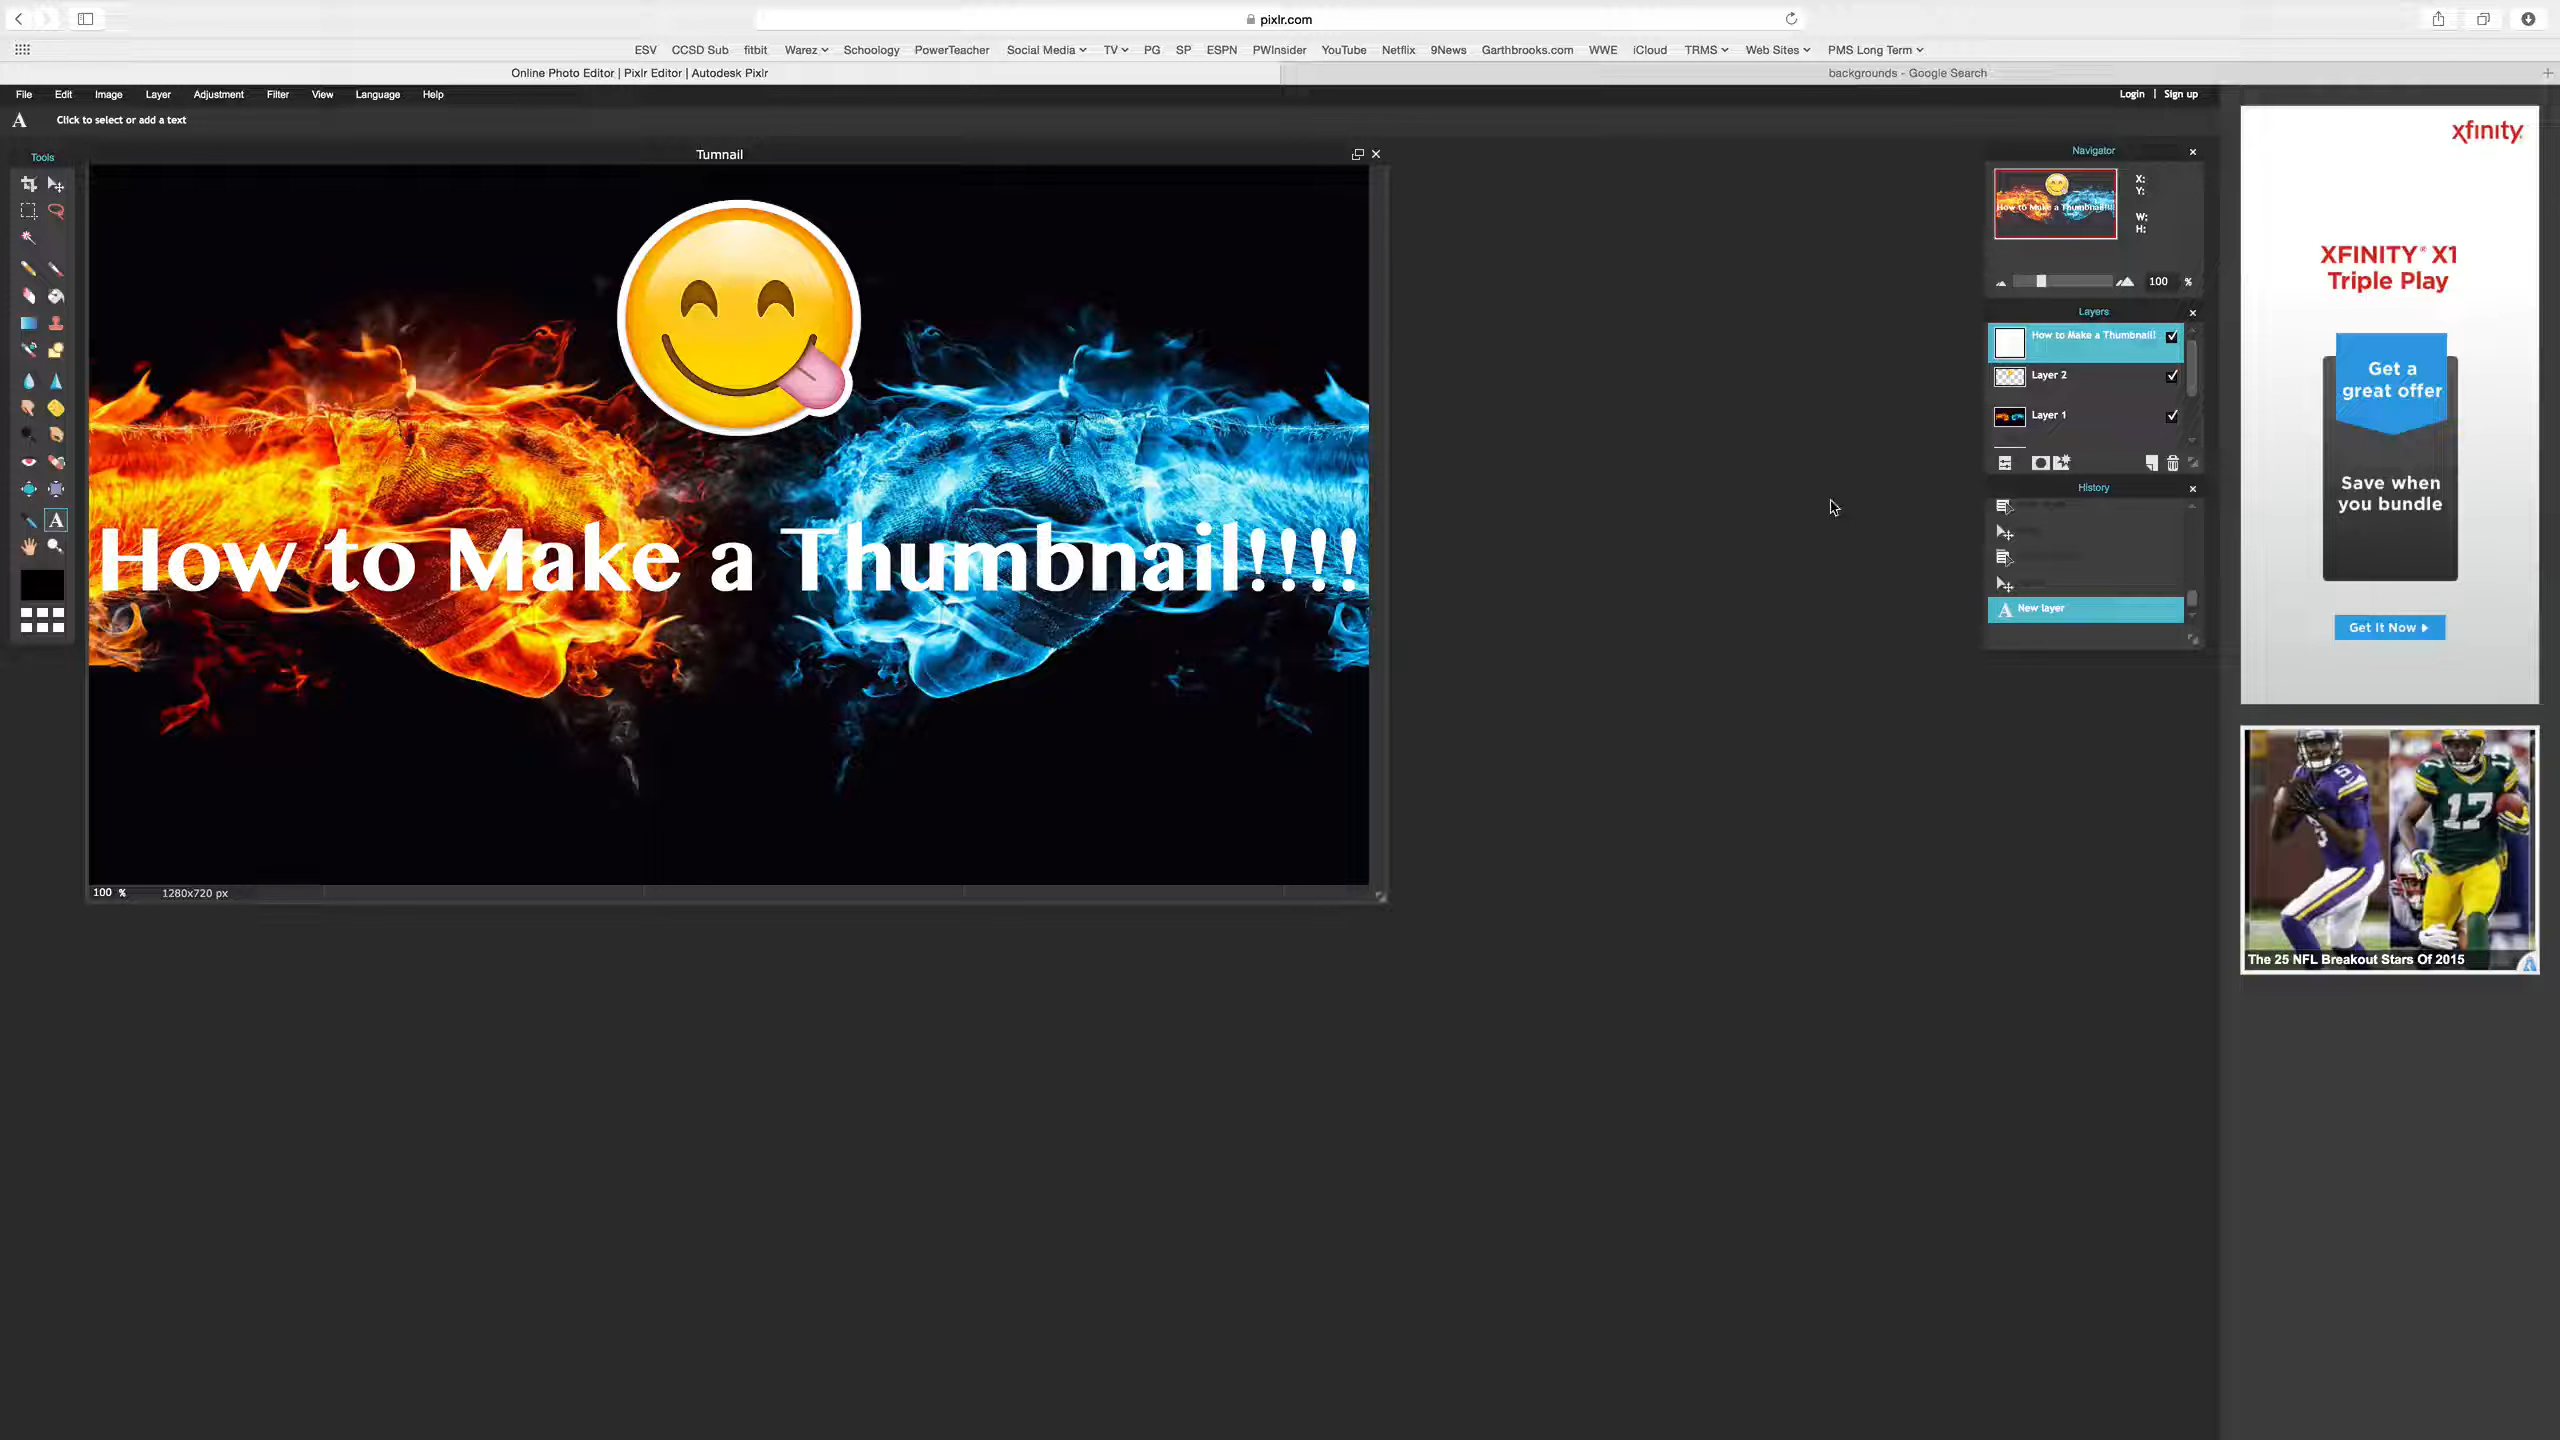 pixlr.com
ESV CCSD Sub fitbit Warez Schoology PowerTeacher Social Media TV PG SP ESPN PWInsider YouTube Netflix 9News Garthbrooks.com WWE iCloud TRMS Web Sites PMS Long Term
Online Photo Editor | Pixlr Editor | Autodesk Pixlr
backgrounds - Google Search
File Edit Image Layer Adjustment Filter View Language Help
Login | Sign up
A Click to select or add a text
Tools
Tumnail
How to Make a Thumbnail!!!!
100 %
1280x720 px
Navigator
X:
Y:
W:
H:
100 %
Layers
How to Make a Thumbnail!
Layer 2
Layer 1
History
New layer
xfinity
XFINITY® X1
Triple Play
Get a
great offer
Save when
you bundle
Get It Now
17
The 25 NFL Breakout Stars Of 2015